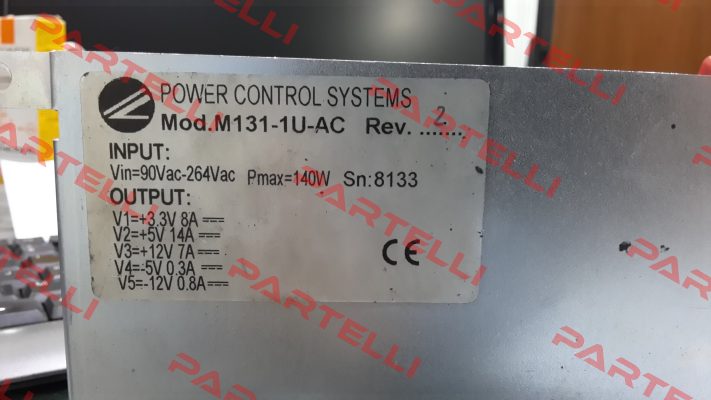 POWER CONTROL SYSTEMS
Mod.M131-1U-AC Rev. ...2....
INPUT:
Vin=90Vac-264Vac Pmax=140W Sn:8133
OUTPUT:
V1=+3.3V 8A
V2=+5V 14A
V3=+12V 7A
V4=-5V 0.3A
V5=-12V 0.8A
CE
PARTELLI
PARTELLI
PARTELLI
PARTELLI
PARTELLI
PARTELLI
PARTELLI
PARTELLI